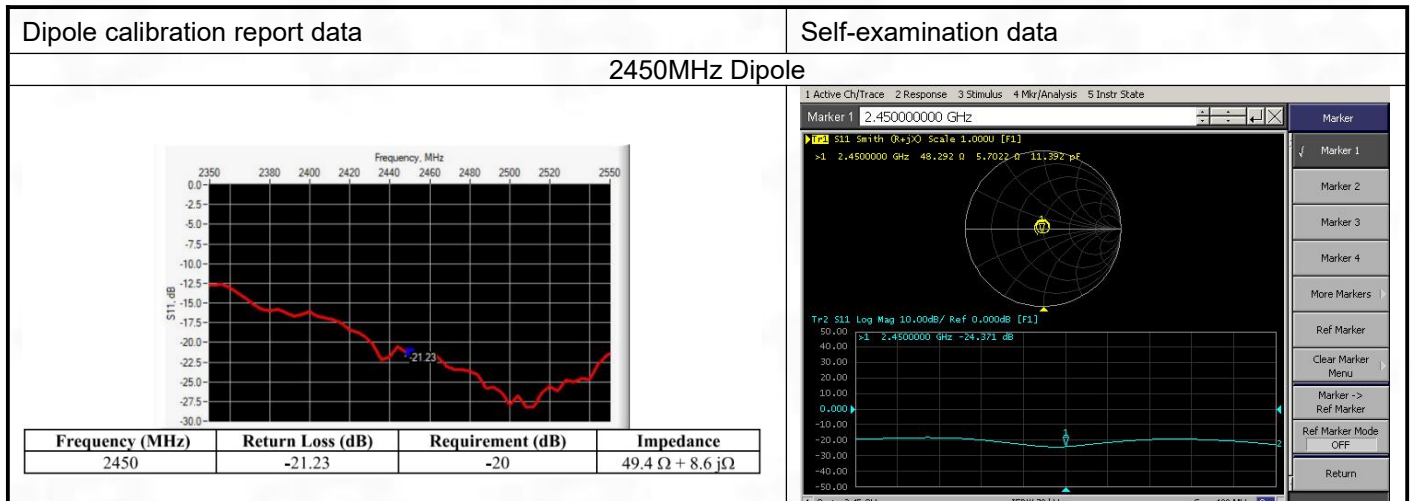 Dipole calibration report data
Self-examination data
2450MHz Dipole
Frequency, MHz
2350 2380 2400 2420 2440 2460 2480 2500 2520 2550
0.0
-2.5
-5.0
-7.5
-10.0
-12.5
-15.0
-17.5
-20.0
-22.5
-25.0
-27.5
-30.0
S11, dB
-21.23
Frequency (MHz) Return Loss (dB) Requirement (dB) Impedance
2450 -21.23 -20 49.4 Ω + 8.6 jΩ
1 Active Ch/Trace 2 Response 3 Stimulus 4 Mkr/Analysis 5 Instr State
Marker 1 2.450000000 GHz
Tr1 S11 Smith (R+jX) Scale 1.000U [F1]
>1 2.4500000 GHz 48.292 Ω 5.7022 Ω 11.392 pF
1
Tr2 S11 Log Mag 10.00dB/ Ref 0.000dB [F1]
>1 2.4500000 GHz -24.371 dB
50.00
40.00
30.00
20.00
10.00
0.000
-10.00
-20.00
-30.00
-40.00
-50.00
1
2
Marker
√ Marker 1
Marker 2
Marker 3
Marker 4
More Markers
Ref Marker
Clear Marker
Menu
Marker ->
Ref Marker
Ref Marker Mode
OFF
Return